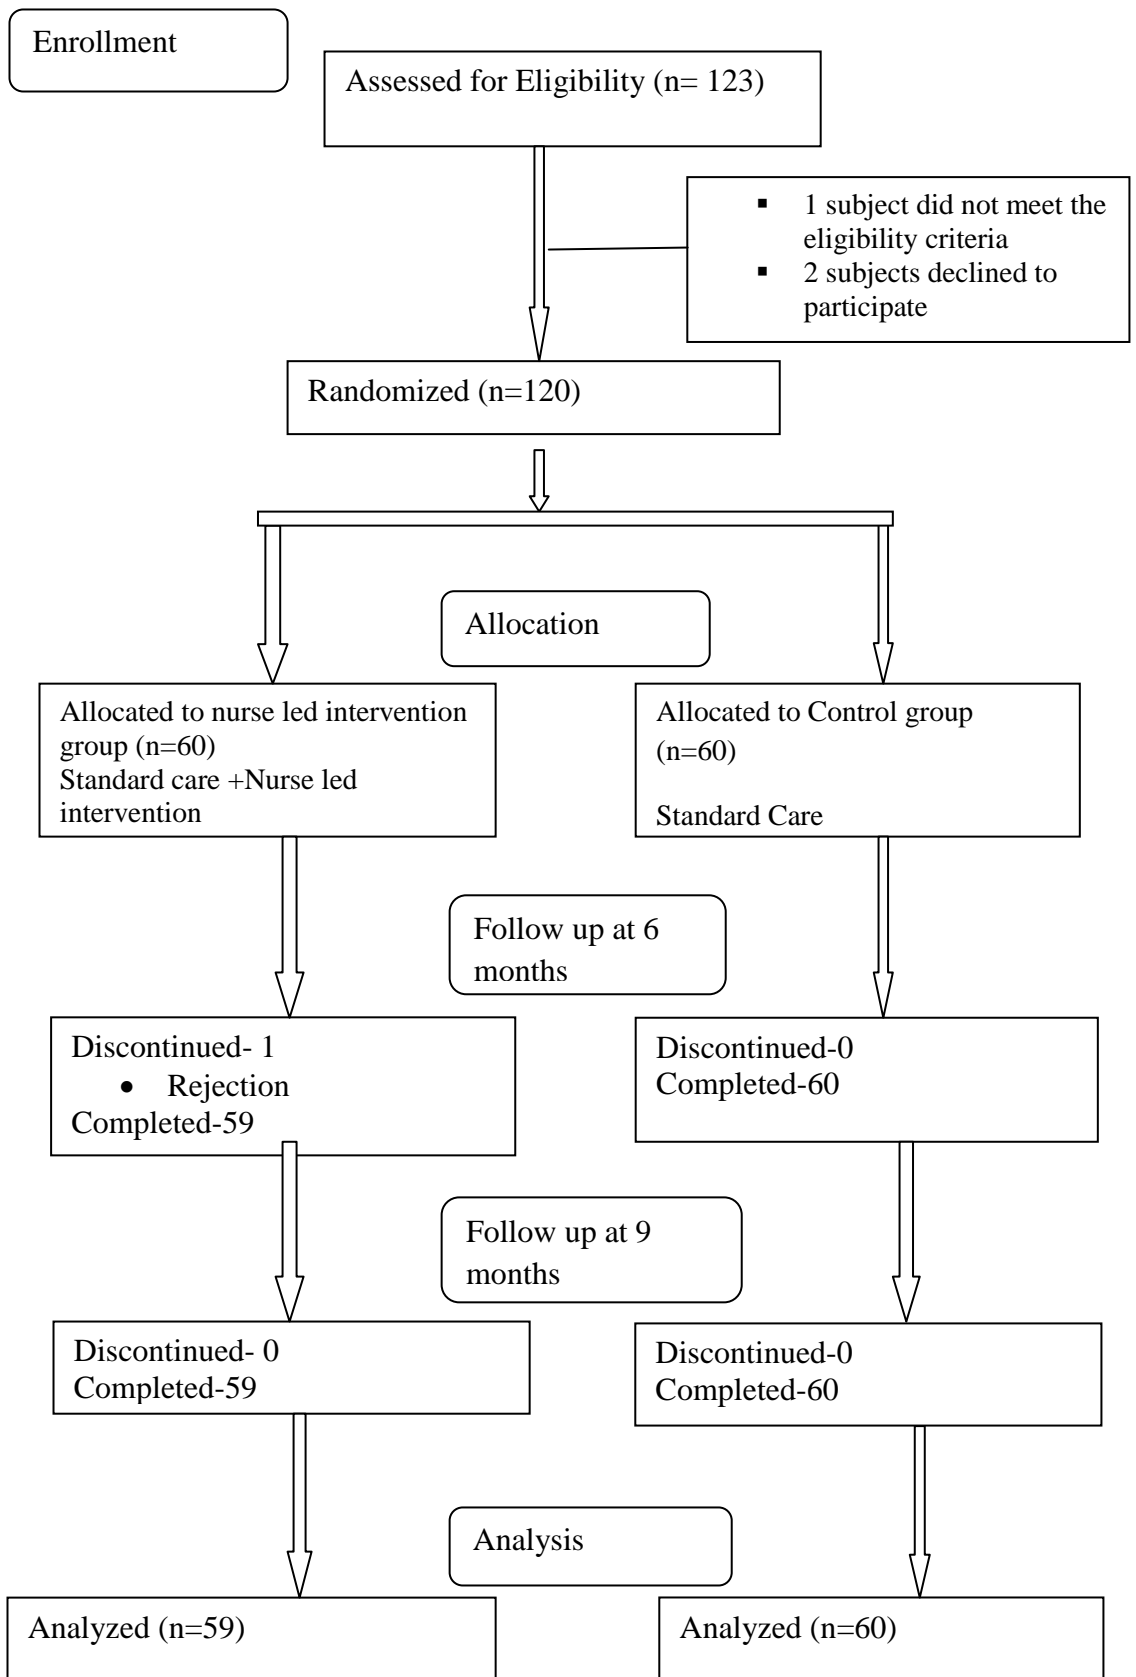 Enrollment
Assessed for Eligibility (n= 123)
▪ 1 subject did not meet the
eligibility criteria
▪ 2 subjects declined to
participate
Randomized (n=120)
Allocation
Allocated to nurse led intervention
group (n=60)
Standard care +Nurse led
intervention
Allocated to Control group
(n=60)
Standard Care
Follow up at 6
months
Discontinued- 1
• Rejection
Completed-59
Discontinued-0
Completed-60
Follow up at 9
months
Discontinued- 0
Completed-59
Discontinued-0
Completed-60
Analysis
Analyzed (n=59)
Analyzed (n=60)